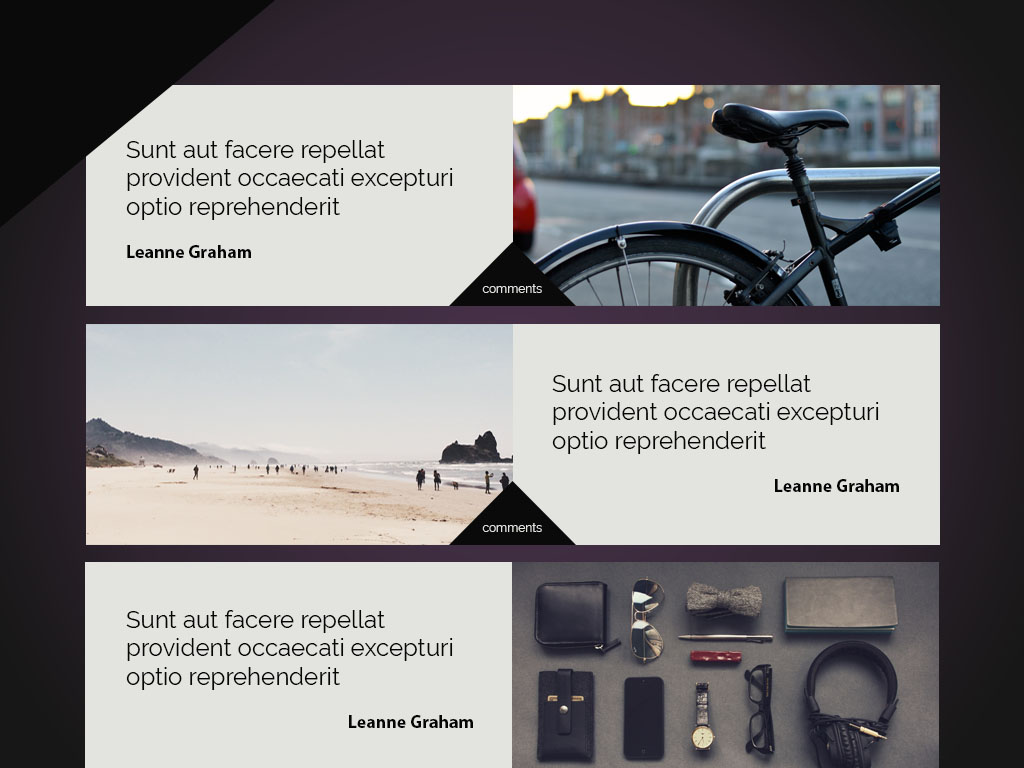 Sunt aut facere repellat
provident occaecati excepturi
optio reprehenderit
Leanne Graham
comments
Sunt aut facere repellat
provident occaecati excepturi
optio reprehenderit
Leanne Graham
comments
Sunt aut facere repellat
provident occaecati excepturi
optio reprehenderit
Leanne Graham